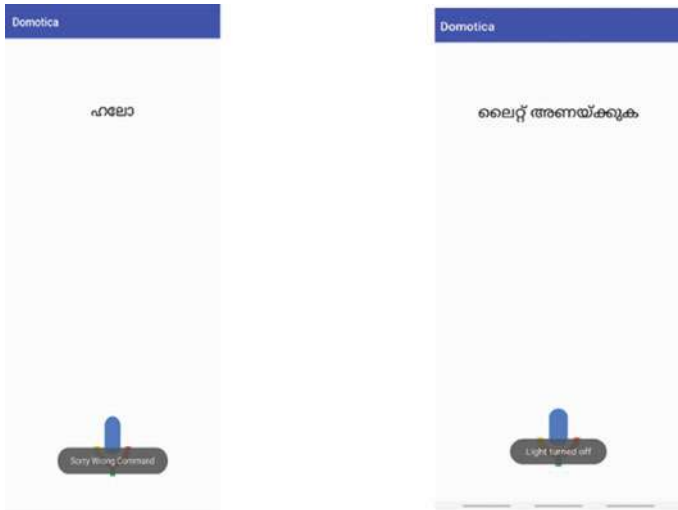 Domotica
ഹലോ
Sorry Wrong Command
Domotica
ലൈറ്റ് അണയ്ക്കുക
Light turned off